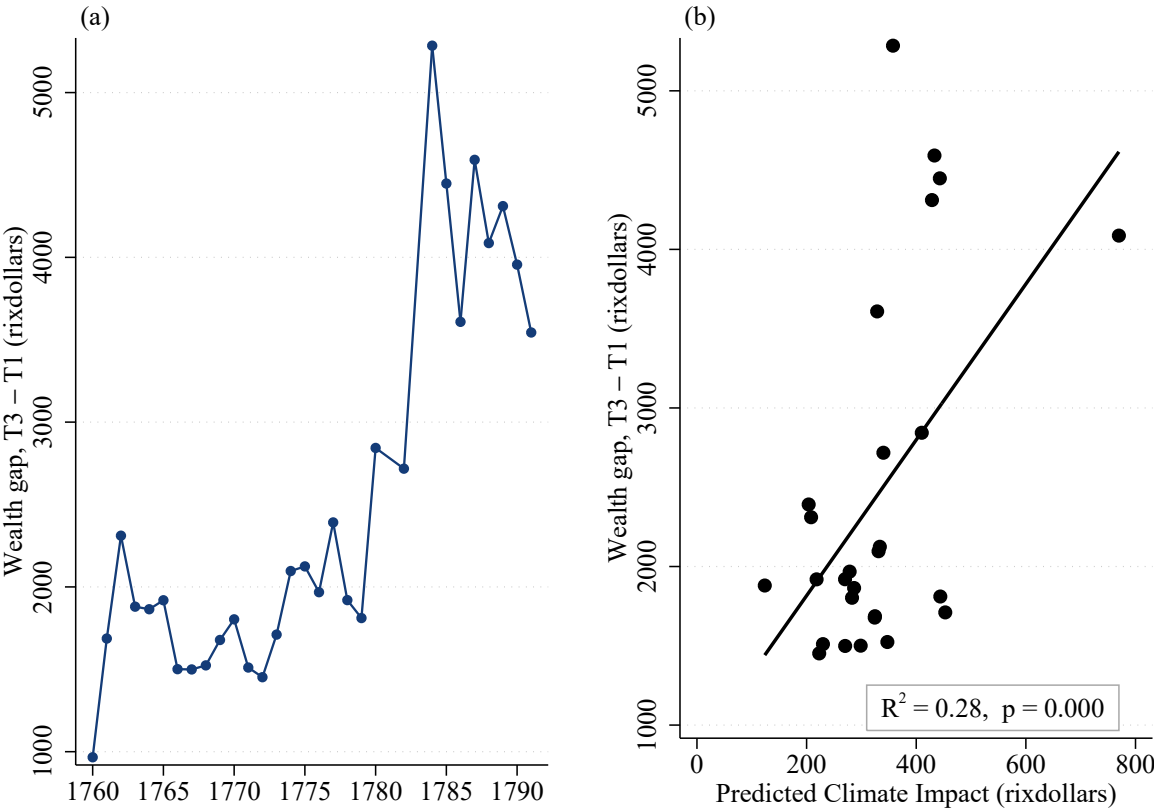 (a)
Wealth gap, T3 − T1 (rixdollars)
5000
4000
3000
2000
1000
1760 1765 1770 1775 1780 1785 1790
(b)
Wealth gap, T3 − T1 (rixdollars)
5000
4000
3000
2000
1000
R² = 0.28, p = 0.000
0 200 400 600 800
Predicted Climate Impact (rixdollars)